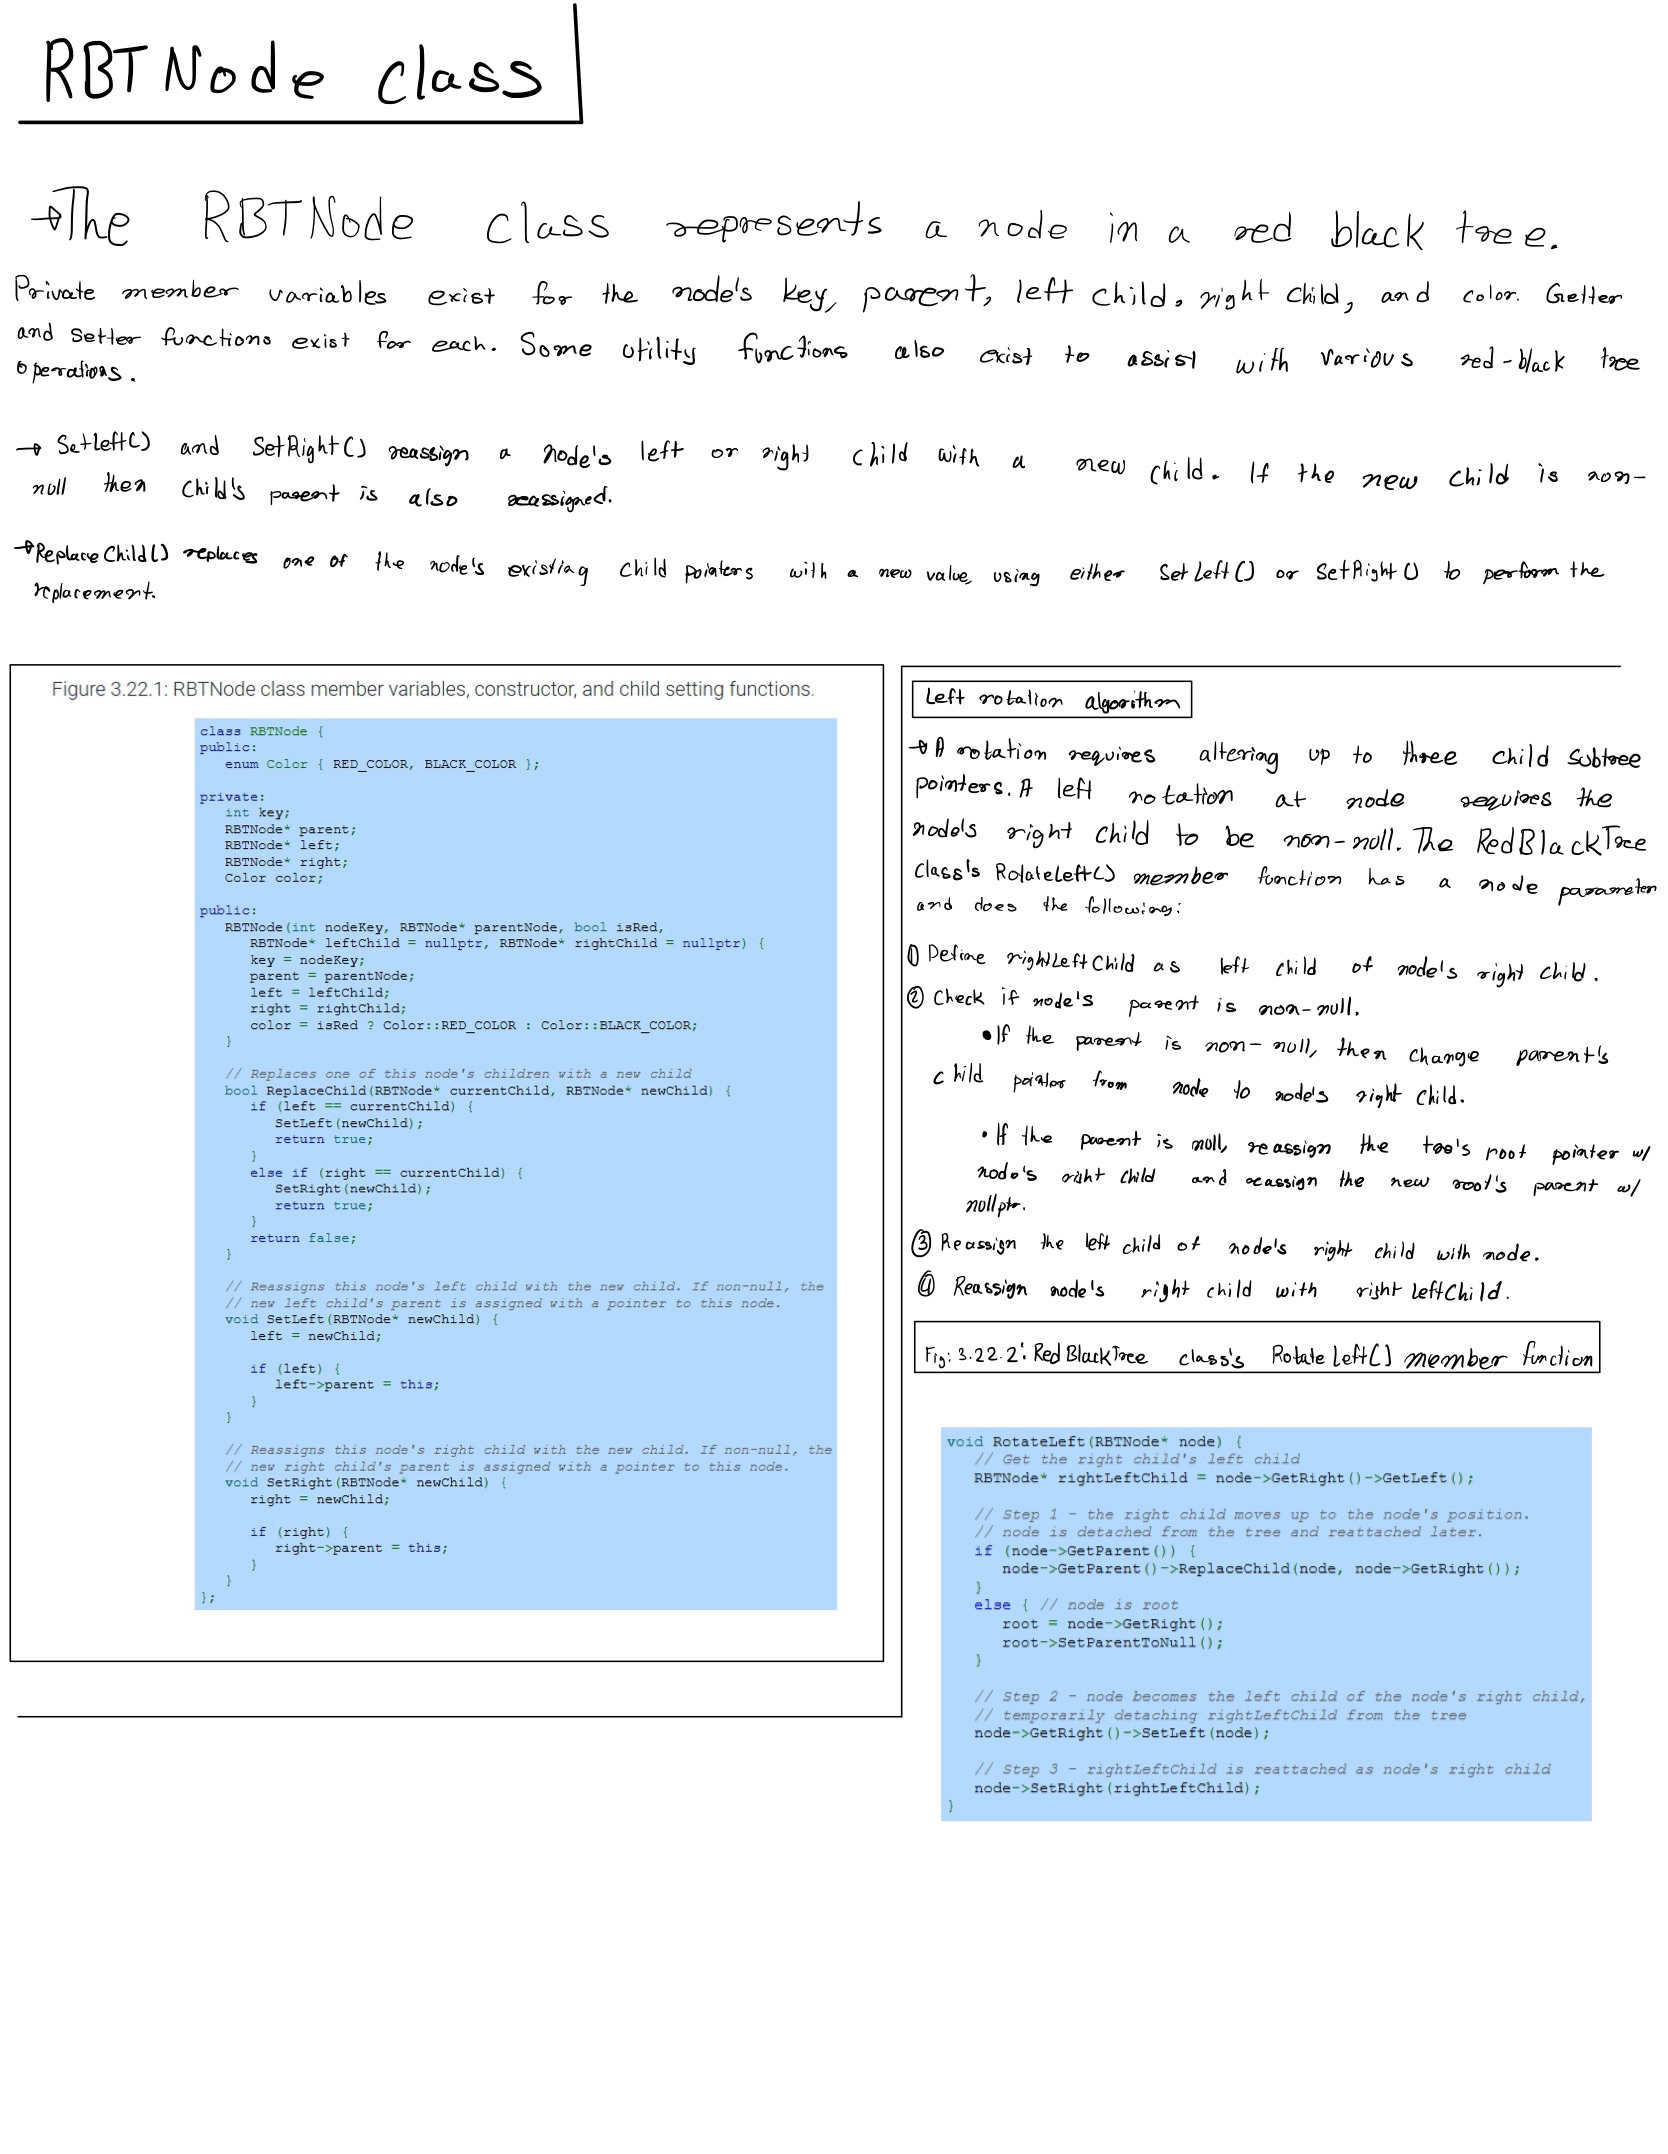 RBTNode class
→The RBTNode class represents a node in a red black tree.
Private member variables exist for the node's key, parent, left child, right child, and color. Getter
and setter functions exist for each. Some utility functions also exist to assist with various red-black tree
operations.
→ SetLeft() and SetRight() reassign a node's left or right child with a new child. If the new child is non-
null then child's parent is also reassigned.
→ReplaceChild() replaces one of the node's existing child pointers with a new value, using either SetLeft() or SetRight() to perform the
replacement.
Figure 3.22.1: RBTNode class member variables, constructor, and child setting functions.
class RBTNode {
public:
enum Color { RED_COLOR, BLACK_COLOR };
private:
int key;
RBTNode* parent;
RBTNode* left;
RBTNode* right;
Color color;
public:
RBTNode(int nodeKey, RBTNode* parentNode, bool isRed,
RBTNode* leftChild = nullptr, RBTNode* rightChild = nullptr) {
key = nodeKey;
parent = parentNode;
left = leftChild;
right = rightChild;
color = isRed ? Color::RED_COLOR : Color::BLACK_COLOR;
}
// Replaces one of this node's children with a new child
bool ReplaceChild(RBTNode* currentChild, RBTNode* newChild) {
if (left == currentChild) {
SetLeft(newChild);
return true;
}
else if (right == currentChild) {
SetRight(newChild);
return true;
}
return false;
}
// Reassigns this node's left child with the new child. If non-null, the
// new left child's parent is assigned with a pointer to this node.
void SetLeft(RBTNode* newChild) {
left = newChild;
if (left) {
left->parent = this;
}
}
// Reassigns this node's right child with the new child. If non-null, the
// new right child's parent is assigned with a pointer to this node.
void SetRight(RBTNode* newChild) {
right = newChild;
if (right) {
right->parent = this;
}
}
};
Left rotation algorithm
→A rotation requires altering up to three child subtree
pointers. A left rotation at node requires the
node's right child to be non-null. The RedBlackTree
class's RotateLeft() member function has a node parameter
and does the following:
① Define rightLeftChild as left child of node's right child.
② Check if node's parent is non-null.
•If the parent is non-null, then change parent's
child pointer from node to node's right child.
•If the parent is null, reassign the tree's root pointer w/
node's right child and reassign the new root's parent w/
nullptr.
③ Reassign the left child of node's right child with node.
④ Reassign node's right child with rightLeftChild.
Fig: 3.22.2: RedBlackTree class's RotateLeft() member function
void RotateLeft(RBTNode* node) {
// Get the right child's left child
RBTNode* rightLeftChild = node->GetRight()->GetLeft();
// Step 1 - the right child moves up to the node's position.
// node is detached from the tree and reattached later.
if (node->GetParent()) {
node->GetParent()->ReplaceChild(node, node->GetRight());
}
else { // node is root
root = node->GetRight();
root->SetParentToNull();
}
// Step 2 - node becomes the left child of the node's right child,
// temporarily detaching rightLeftChild from the tree
node->GetRight()->SetLeft(node);
// Step 3 - rightLeftChild is reattached as node's right child
node->SetRight(rightLeftChild);
}